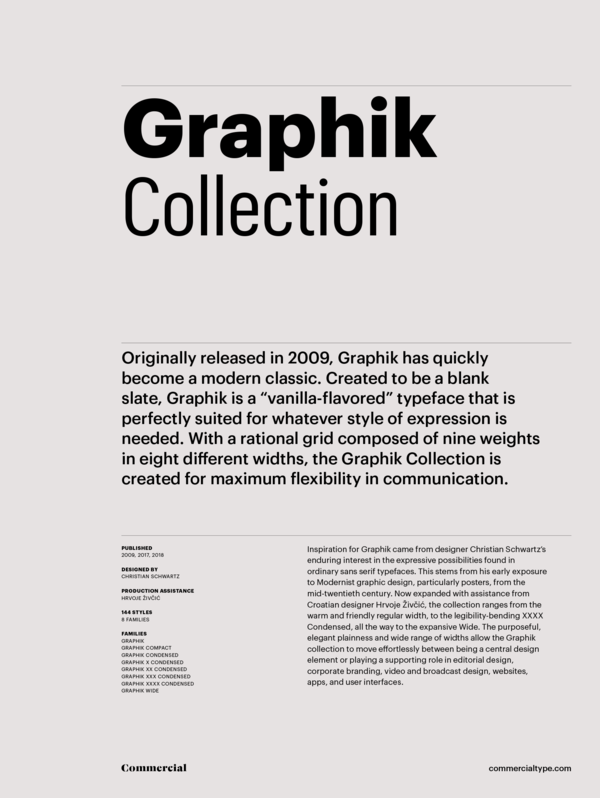 Graphik
Collection
Originally released in 2009, Graphik has quickly
become a modern classic. Created to be a blank
slate, Graphik is a “vanilla-flavored” typeface that is
perfectly suited for whatever style of expression is
needed. With a rational grid composed of nine weights
in eight different widths, the Graphik Collection is
created for maximum flexibility in communication.
PUBLISHED
2009, 2017, 2018
DESIGNED BY
CHRISTIAN SCHWARTZ
PRODUCTION ASSISTANCE
HRVOJE ŽIVČIĆ
144 STYLES
8 FAMILIES
FAMILIES
GRAPHIK
GRAPHIK COMPACT
GRAPHIK CONDENSED
GRAPHIK X CONDENSED
GRAPHIK XX CONDENSED
GRAPHIK XXX CONDENSED
GRAPHIK XXXX CONDENSED
GRAPHIK WIDE
Inspiration for Graphik came from designer Christian Schwartz’s
enduring interest in the expressive possibilities found in
ordinary sans serif typefaces. This stems from his early exposure
to Modernist graphic design, particularly posters, from the
mid-twentieth century. Now expanded with assistance from
Croatian designer Hrvoje Živčić, the collection ranges from the
warm and friendly regular width, to the legibility-bending XXXX
Condensed, all the way to the expansive Wide. The purposeful,
elegant plainness and wide range of widths allow the Graphik
collection to move effortlessly between being a central design
element or playing a supporting role in editorial design,
corporate branding, video and broadcast design, websites,
apps, and user interfaces.
Commercial
commercialtype.com